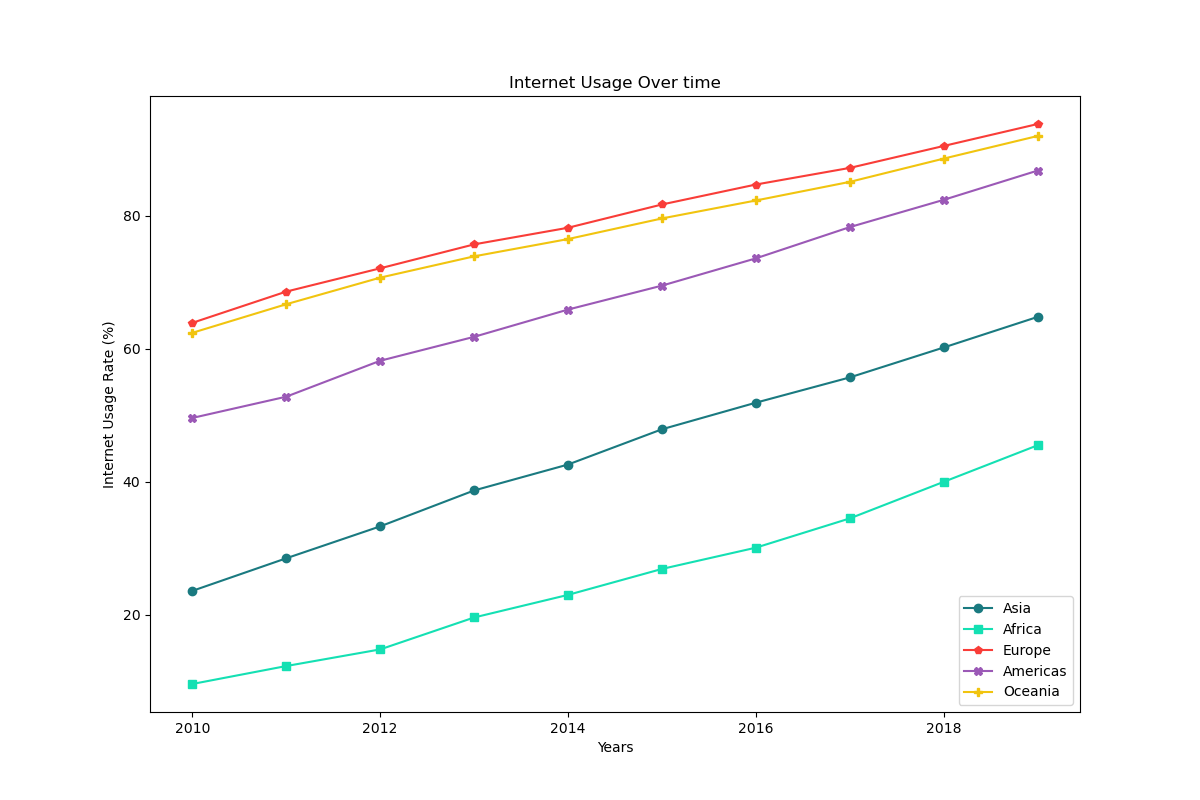 Internet Usage Over time
Internet Usage Rate (%)
80
60
40
20
2010 2012 2014 2016 2018
Years
Asia
Africa
Europe
Americas
Oceania